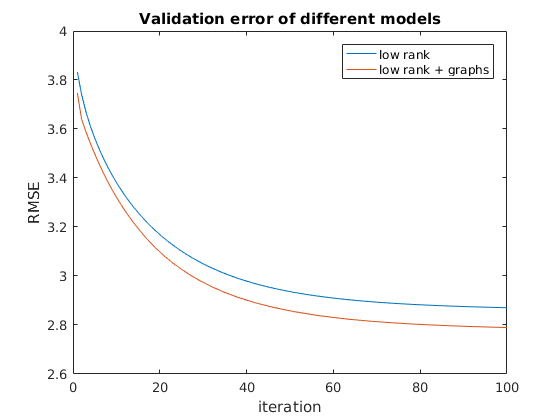 Validation error of different models
low rank
low rank + graphs
4
3.8
3.6
3.4
3.2
3
2.8
2.6
RMSE
0 20 40 60 80 100
iteration